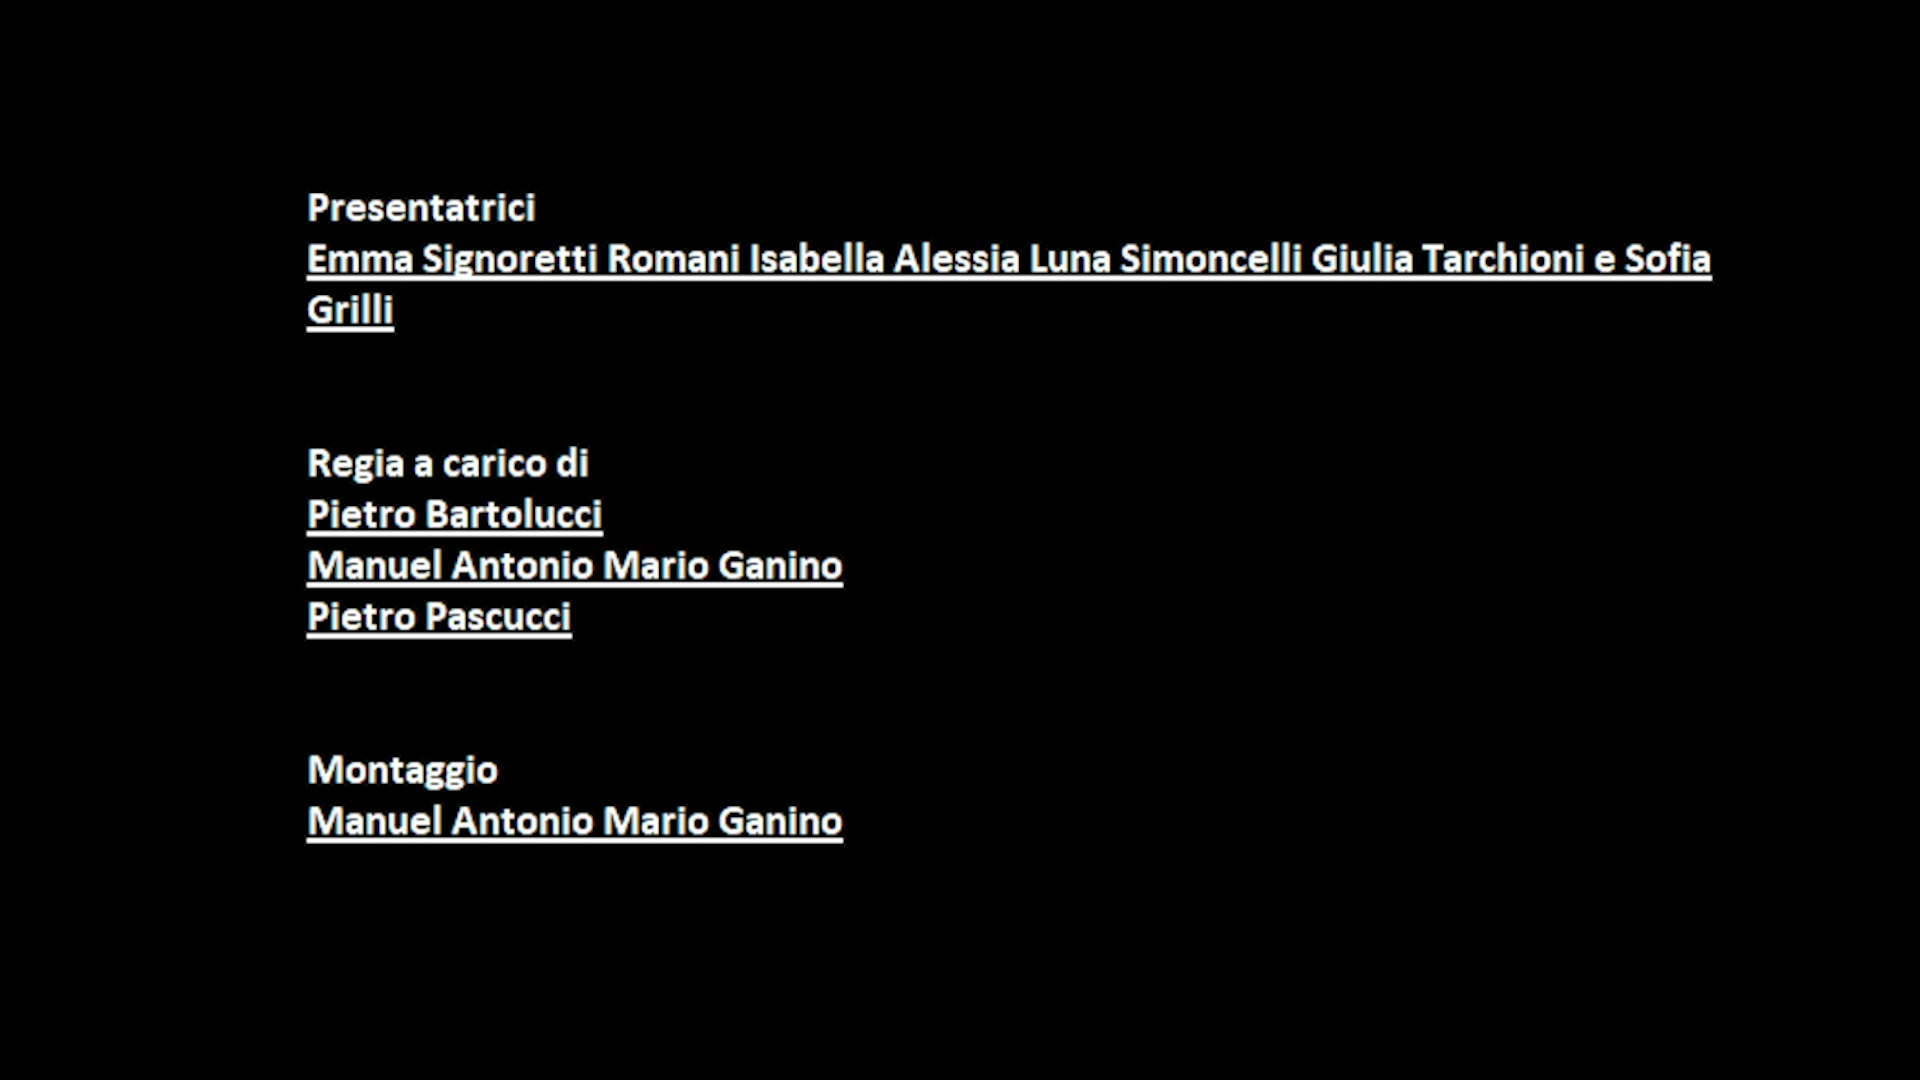 Presentatrici
Emma Signoretti Romani Isabella Alessia Luna Simoncelli Giulia Tarchioni e Sofia
Grilli
Regia a carico di
Pietro Bartolucci
Manuel Antonio Mario Ganino
Pietro Pascucci
Montaggio
Manuel Antonio Mario Ganino